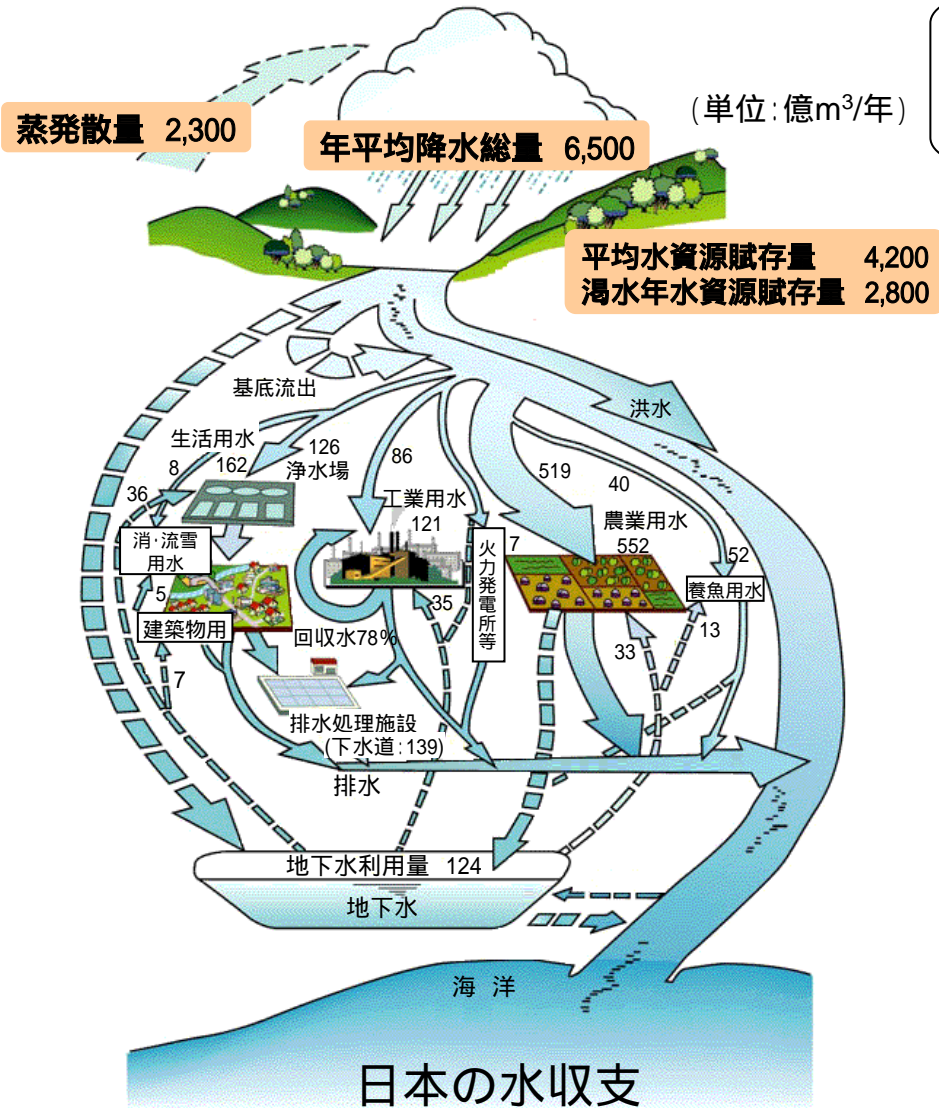 (単位:億m³/年)
蒸発散量 2,300
年平均降水総量 6,500
平均水資源賦存量 4,200
渇水年水資源賦存量 2,800
基底流出
洪水
生活用水
162
8
126
浄水場
86
519
40
36
工業用水
121
農業用水
552
消・流雪
用水
火力発電所等
7
52
養魚用水
5
35
建築物用
回収水78%
13
33
7
排水処理施設
(下水道:139)
排水
地下水利用量 124
地下水
海 洋
日本の水収支